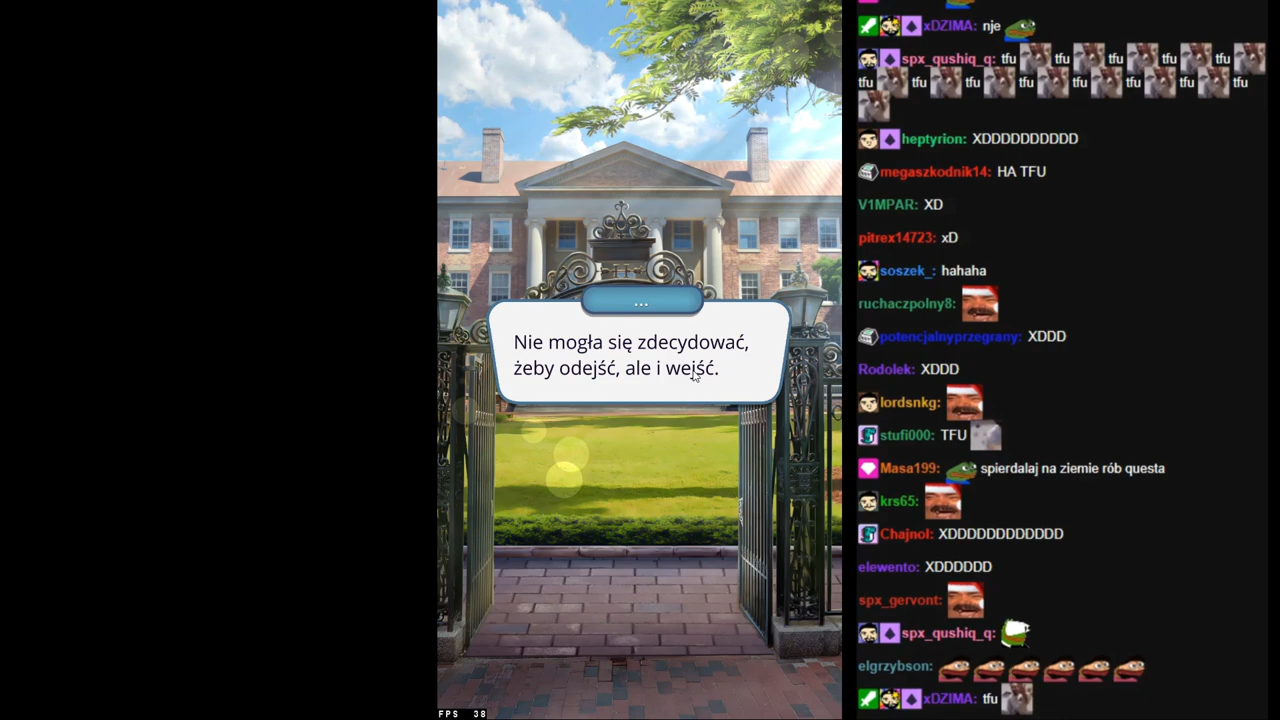 ...
Nie mogła się zdecydować,
żeby odejść, ale i wejść.
FPS 38
xDZIMA: nje
spx_qushiq_q: tfu tfu tfu tfu tfu
tfu tfu tfu tfu tfu tfu tfu tfu
heptyrion: XDDDDDDDDDD
megaszkodnik14: HA TFU
V1MPAR: XD
pitrex14723: xD
soszek_: hahaha
ruchaczpolny8:
potencjalnyprzegrany: XDDD
Rodolek: XDDD
lordsnkg:
stufi000: TFU
Masa199: spierdalaj na ziemie rób questa
krs65:
Chajnol: XDDDDDDDDDDDD
elewento: XDDDDDD
spx_gervont:
spx_qushiq_q:
elgrzybson:
xDZIMA: tfu